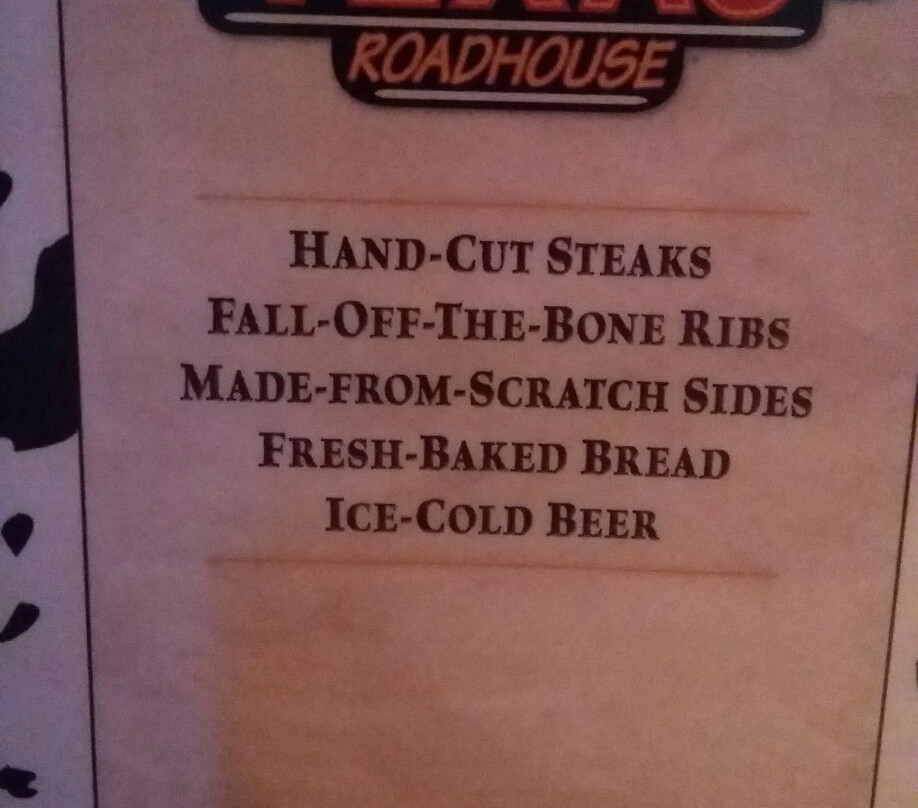 TEXAS
ROADHOUSE
HAND-CUT STEAKS
FALL-OFF-THE-BONE RIBS
MADE-FROM-SCRATCH SIDES
FRESH-BAKED BREAD
ICE-COLD BEER